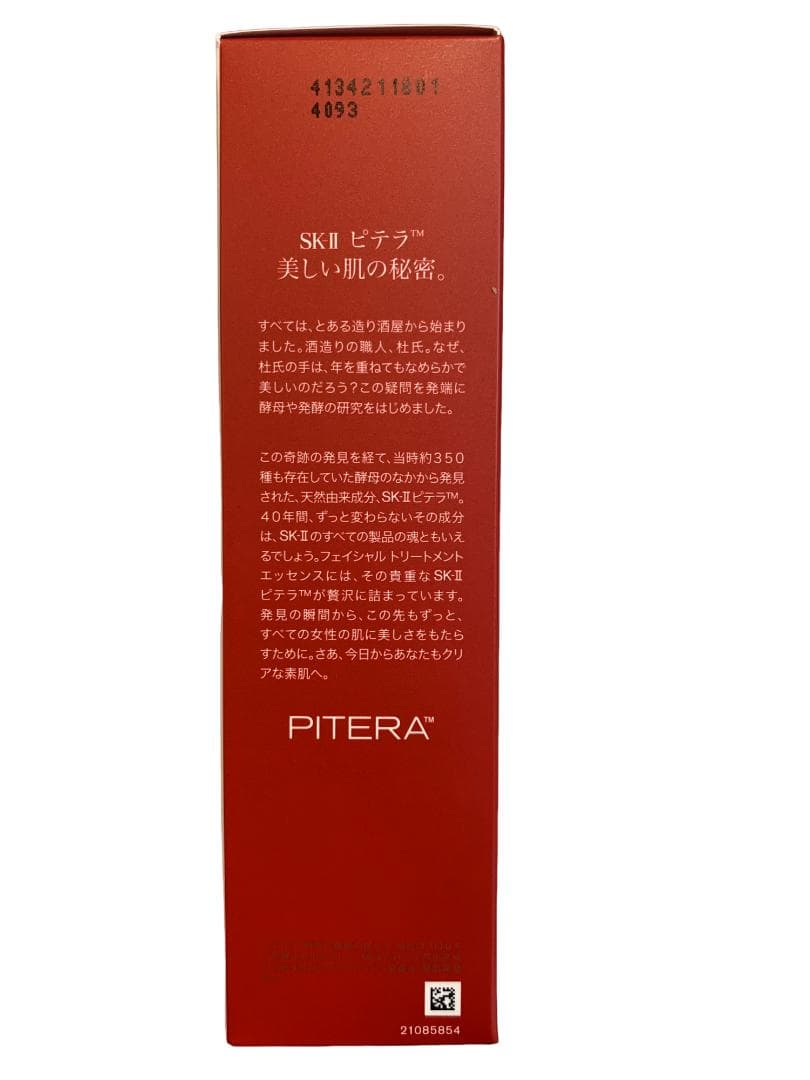 4134211801
4093
SK-II ピテラ™
美しい肌の秘密。
すべては、とある造り酒屋から始まり
ました。酒造りの職人、杜氏。なぜ、
杜氏の手は、年を重ねてもなめらかで
美しいのだろう？この疑問を発端に
酵母や発酵の研究をはじめました。
この奇跡の発見を経て、当時約３５０
種も存在していた酵母のなかから発見
された、天然由来成分、SK-IIピテラ™。
４０年間、ずっと変わらないその成分
は、SK-IIのすべての製品の魂ともいえ
るでしょう。フェイシャル トリートメント
エッセンスには、その貴重なSK-II
ピテラ™が贅沢に詰まっています。
発見の瞬間から、この先もずっと、
すべての女性の肌に美しさをもたら
すために。さあ、今日からあなたもクリ
アな素肌へ。
PITERA™
21085854